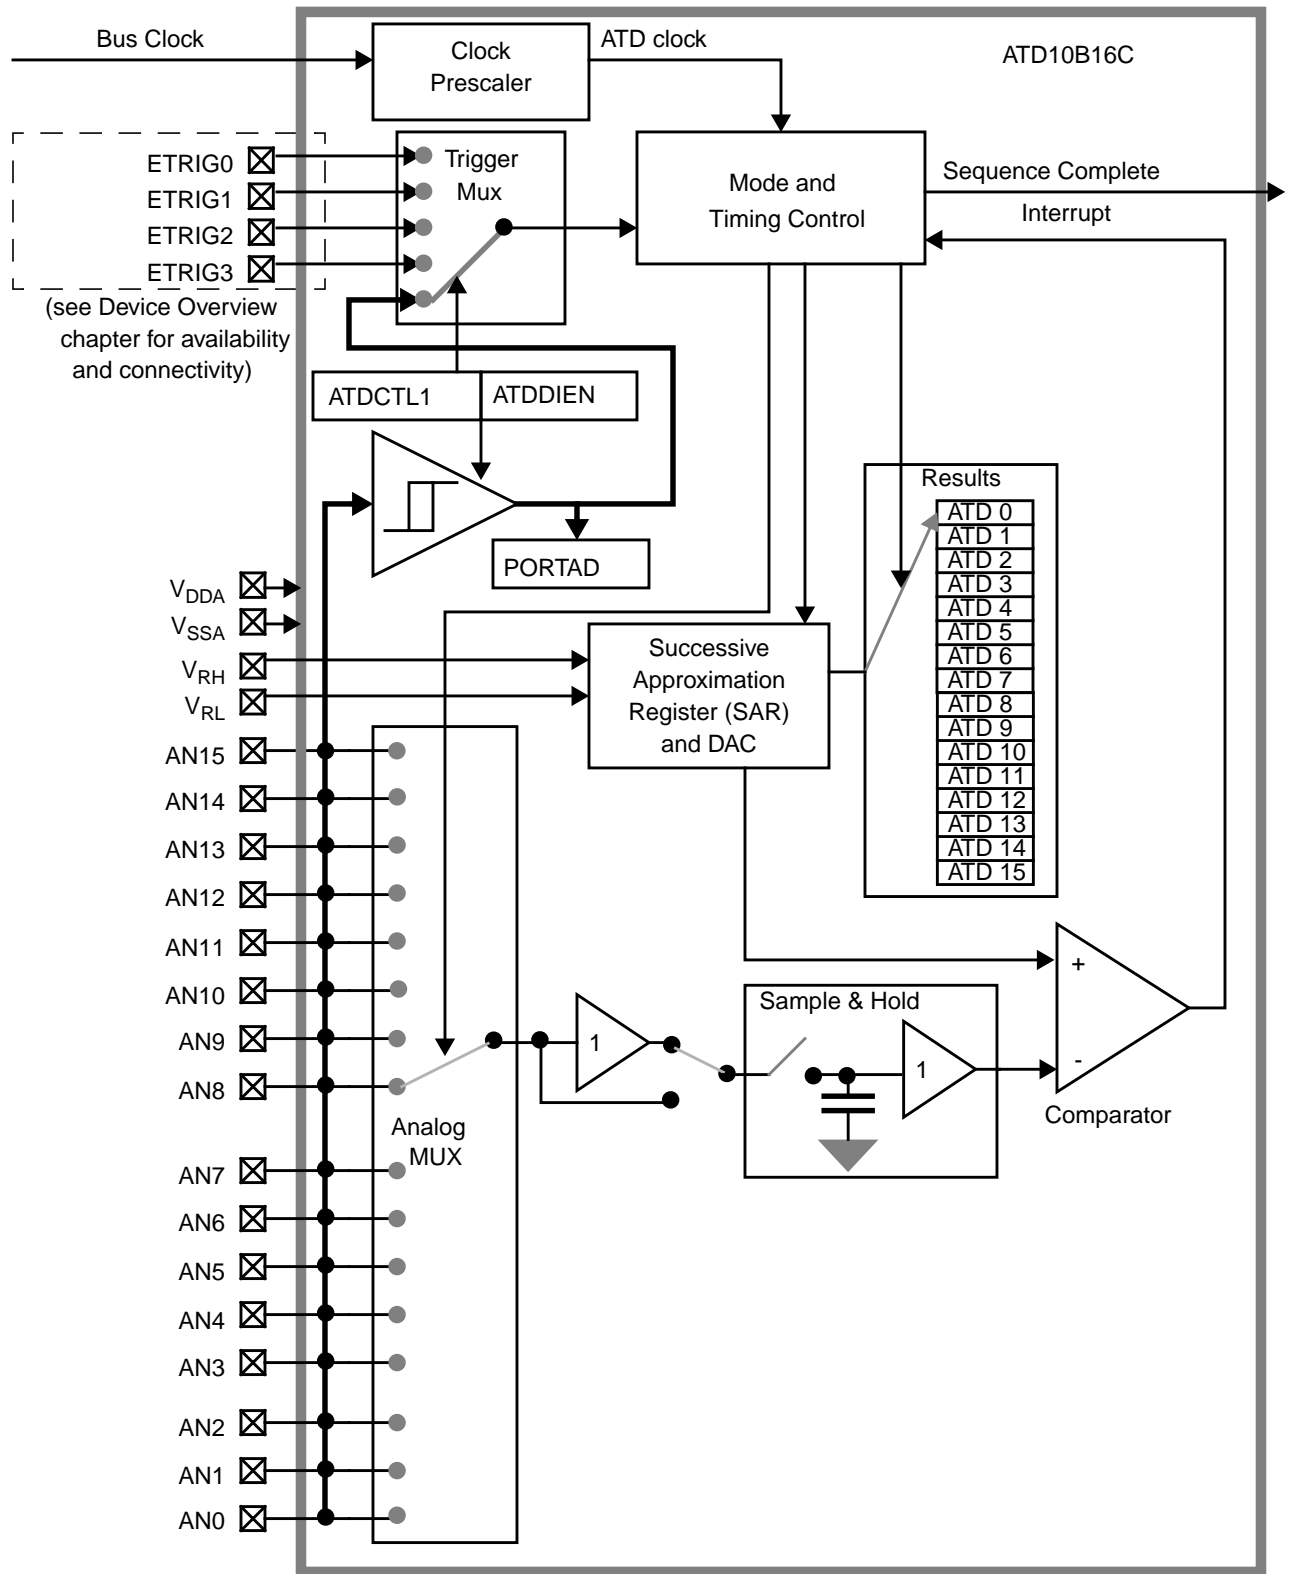 Bus Clock
Clock
Prescaler
ATD clock
ATD10B16C
ETRIG0
ETRIG1
ETRIG2
ETRIG3
(see Device Overview
chapter for availability
and connectivity)
Trigger
Mux
Mode and
Timing Control
Sequence Complete
Interrupt
ATDCTL1
ATDDIEN
PORTAD
Results
ATD 0
ATD 1
ATD 2
ATD 3
ATD 4
ATD 5
ATD 6
ATD 7
ATD 8
ATD 9
ATD 10
ATD 11
ATD 12
ATD 13
ATD 14
ATD 15
VDDA
VSSA
VRH
VRL
Successive
Approximation
Register (SAR)
and DAC
AN15
AN14
AN13
AN12
AN11
AN10
AN9
AN8
AN7
AN6
AN5
AN4
AN3
AN2
AN1
AN0
Analog
MUX
1
Sample & Hold
1
+
-
Comparator